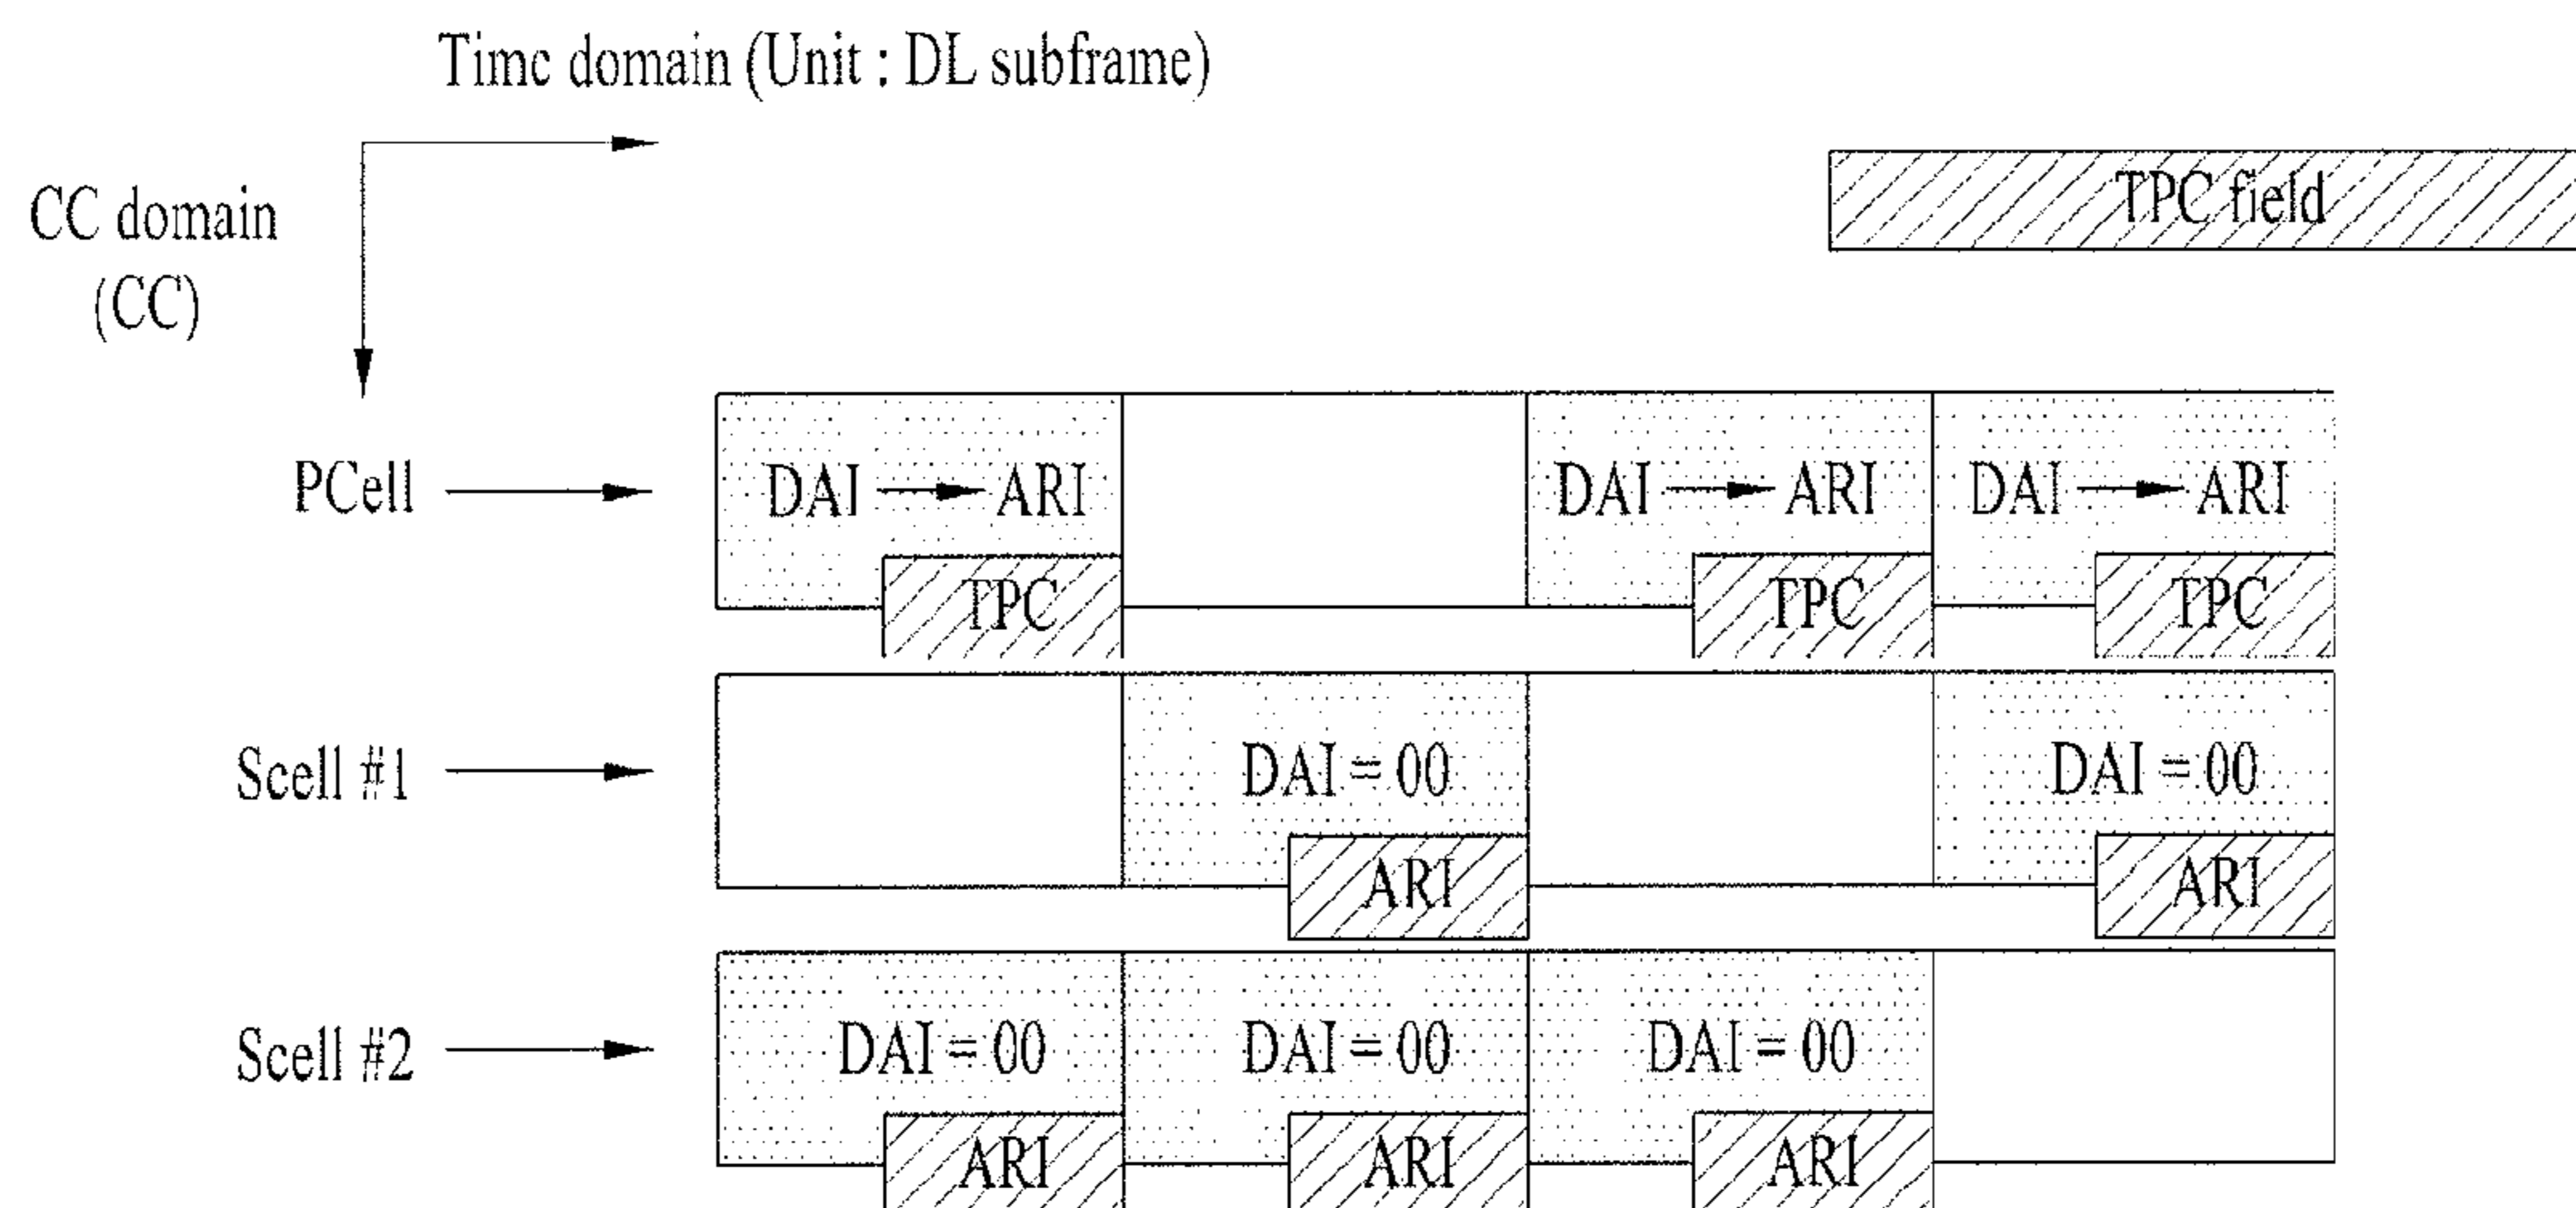 Time domain (Unit : DL subframe)
CC domain
(CC)
TPC field
PCell
DAI ARI
DAI ARI
DAI ARI
TPC
TPC
TPC
Scell #1
DAI = 00
DAI = 00
ARI
ARI
Scell #2
DAI = 00
DAI = 00
DAI = 00
ARI
ARI
ARI